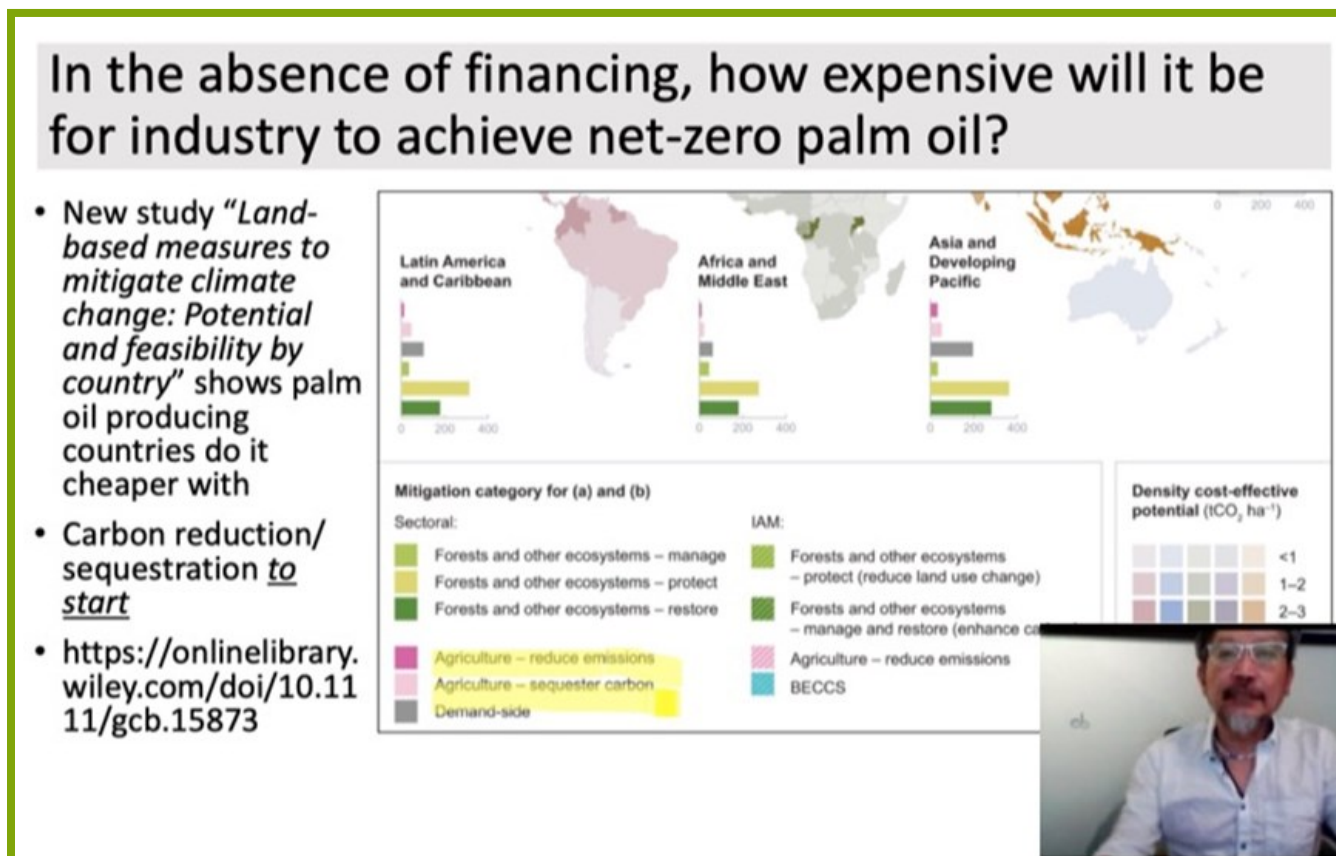 In the absence of financing, how expensive will it be
for industry to achieve net-zero palm oil?
• New study “Land-
based measures to
mitigate climate
change: Potential
and feasibility by
country” shows palm
oil producing
countries do it
cheaper with
• Carbon reduction/
sequestration to
start
• https://onlinelibrary.
wiley.com/doi/10.11
11/gcb.15873
0 200 400
Latin America
and Caribbean
0 200 400
Africa and
Middle East
0 200 400
Asia and
Developing
Pacific
0 200 400
Mitigation category for (a) and (b)
Sectoral:
Forests and other ecosystems – manage
Forests and other ecosystems – protect
Forests and other ecosystems – restore
Agriculture – reduce emissions
Agriculture – sequester carbon
Demand-side
IAM:
Forests and other ecosystems
– protect (reduce land use change)
Forests and other ecosystems
– manage and restore (enhance
Agriculture – reduce emissions
BECCS
Density cost-effective
potential (tCO₂ ha⁻¹)
<1
1–2
2–3